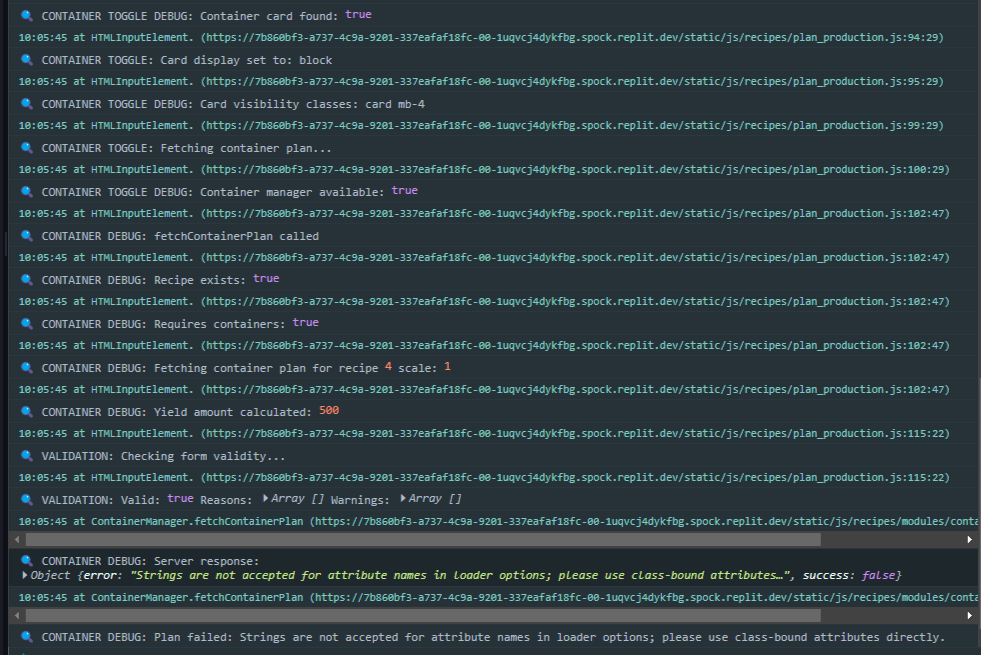 CONTAINER TOGGLE DEBUG: Container card found: true
10:05:45 at HTMLInputElement. (https://7b860bf3-a737-4c9a-9201-337eafaf18fc-00-1uqvcj4dykfbg.spock.replit.dev/static/js/recipes/plan_production.js:94:29)
CONTAINER TOGGLE: Card display set to: block
10:05:45 at HTMLInputElement. (https://7b860bf3-a737-4c9a-9201-337eafaf18fc-00-1uqvcj4dykfbg.spock.replit.dev/static/js/recipes/plan_production.js:95:29)
CONTAINER TOGGLE DEBUG: Card visibility classes: card mb-4
10:05:45 at HTMLInputElement. (https://7b860bf3-a737-4c9a-9201-337eafaf18fc-00-1uqvcj4dykfbg.spock.replit.dev/static/js/recipes/plan_production.js:99:29)
CONTAINER TOGGLE: Fetching container plan...
10:05:45 at HTMLInputElement. (https://7b860bf3-a737-4c9a-9201-337eafaf18fc-00-1uqvcj4dykfbg.spock.replit.dev/static/js/recipes/plan_production.js:100:29)
CONTAINER TOGGLE DEBUG: Container manager available: true
10:05:45 at HTMLInputElement. (https://7b860bf3-a737-4c9a-9201-337eafaf18fc-00-1uqvcj4dykfbg.spock.replit.dev/static/js/recipes/plan_production.js:102:47)
CONTAINER DEBUG: fetchContainerPlan called
10:05:45 at HTMLInputElement. (https://7b860bf3-a737-4c9a-9201-337eafaf18fc-00-1uqvcj4dykfbg.spock.replit.dev/static/js/recipes/plan_production.js:102:47)
CONTAINER DEBUG: Recipe exists: true
10:05:45 at HTMLInputElement. (https://7b860bf3-a737-4c9a-9201-337eafaf18fc-00-1uqvcj4dykfbg.spock.replit.dev/static/js/recipes/plan_production.js:102:47)
CONTAINER DEBUG: Requires containers: true
10:05:45 at HTMLInputElement. (https://7b860bf3-a737-4c9a-9201-337eafaf18fc-00-1uqvcj4dykfbg.spock.replit.dev/static/js/recipes/plan_production.js:102:47)
CONTAINER DEBUG: Fetching container plan for recipe 4 scale: 1
10:05:45 at HTMLInputElement. (https://7b860bf3-a737-4c9a-9201-337eafaf18fc-00-1uqvcj4dykfbg.spock.replit.dev/static/js/recipes/plan_production.js:102:47)
CONTAINER DEBUG: Yield amount calculated: 500
10:05:45 at HTMLInputElement. (https://7b860bf3-a737-4c9a-9201-337eafaf18fc-00-1uqvcj4dykfbg.spock.replit.dev/static/js/recipes/plan_production.js:115:22)
VALIDATION: Checking form validity...
10:05:45 at HTMLInputElement. (https://7b860bf3-a737-4c9a-9201-337eafaf18fc-00-1uqvcj4dykfbg.spock.replit.dev/static/js/recipes/plan_production.js:115:22)
VALIDATION: Valid: true Reasons: Array [] Warnings: Array []
10:05:45 at ContainerManager.fetchContainerPlan (https://7b860bf3-a737-4c9a-9201-337eafaf18fc-00-1uqvcj4dykfbg.spock.replit.dev/static/js/recipes/modules/conta
CONTAINER DEBUG: Server response:
Object {error: "Strings are not accepted for attribute names in loader options; please use class-bound attributes…", success: false}
10:05:45 at ContainerManager.fetchContainerPlan (https://7b860bf3-a737-4c9a-9201-337eafaf18fc-00-1uqvcj4dykfbg.spock.replit.dev/static/js/recipes/modules/conta
CONTAINER DEBUG: Plan failed: Strings are not accepted for attribute names in loader options; please use class-bound attributes directly.